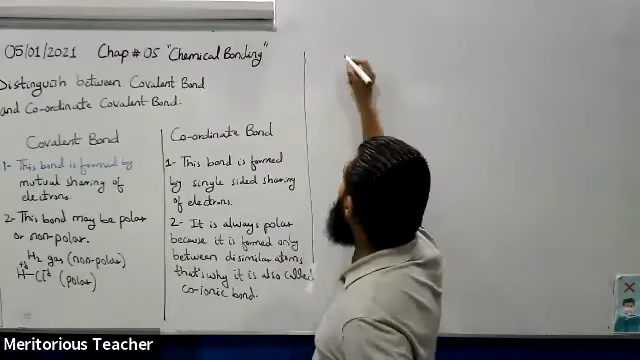 05/01/2021 Chap # 05 "Chemical Bonding"
Distinguish between Covalent Bond
and Co-ordinate Covalent Bond.
Covalent Bond
1- This bond is formed by
mutual sharing of
electrons.
2- This bond may be polar
or non-polar.
H2 gas (non-polar)
H—Cl (polar)
Co-ordinate Bond
1- This bond is formed
by single sided sharing
of electrons.
2- It is always polar
because it is formed only
between disimilar atoms
that's why it is also called
co-ionic bond.
Meritorious Teacher